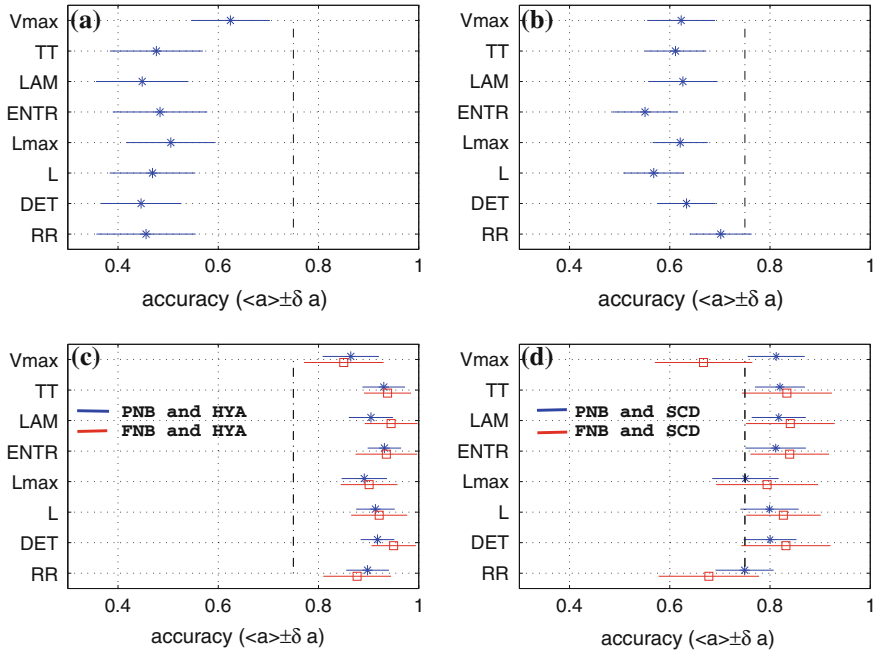 (a)
Vmax
TT
LAM
ENTR
Lmax
L
DET
RR
0.4 0.6 0.8 1
accuracy (<a>±δ a)
(b)
Vmax
TT
LAM
ENTR
Lmax
L
DET
RR
0.4 0.6 0.8 1
accuracy (<a>±δ a)
(c)
Vmax
TT
LAM
ENTR
Lmax
L
DET
RR
PNB and HYA
FNB and HYA
0.4 0.6 0.8 1
accuracy (<a>±δ a)
(d)
Vmax
TT
LAM
ENTR
Lmax
L
DET
RR
PNB and SCD
FNB and SCD
0.4 0.6 0.8 1
accuracy (<a>±δ a)